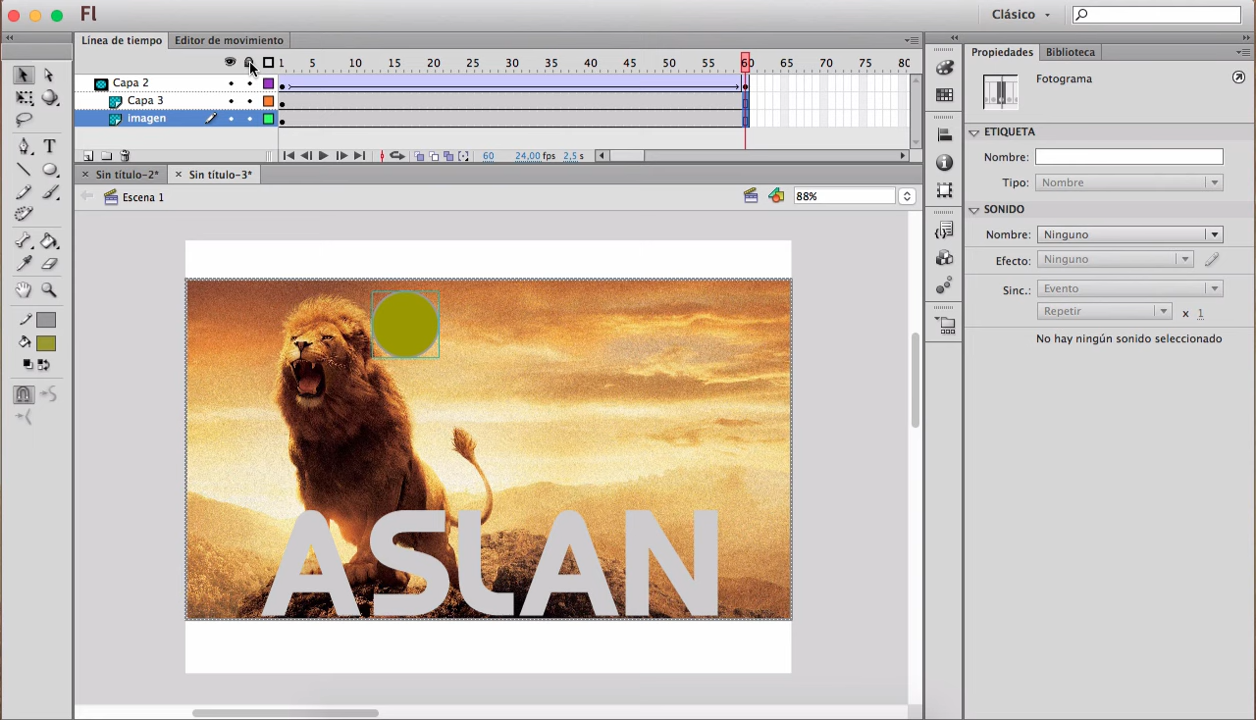 Fl
Clásico
Línea de tiempo
Editor de movimiento
1 5 10 15 20 25 30 35 40 45 50 55 60 65 70 75 80
Capa 2
Capa 3
imagen
60 24,00 fps 2,5 s
Sin título-2*
Sin título-3*
Escena 1
88%
ASLAN
Propiedades
Biblioteca
Fotograma
ETIQUETA
Nombre:
Tipo: Nombre
SONIDO
Nombre: Ninguno
Efecto: Ninguno
Sinc.: Evento
Repetir x 1
No hay ningún sonido seleccionado